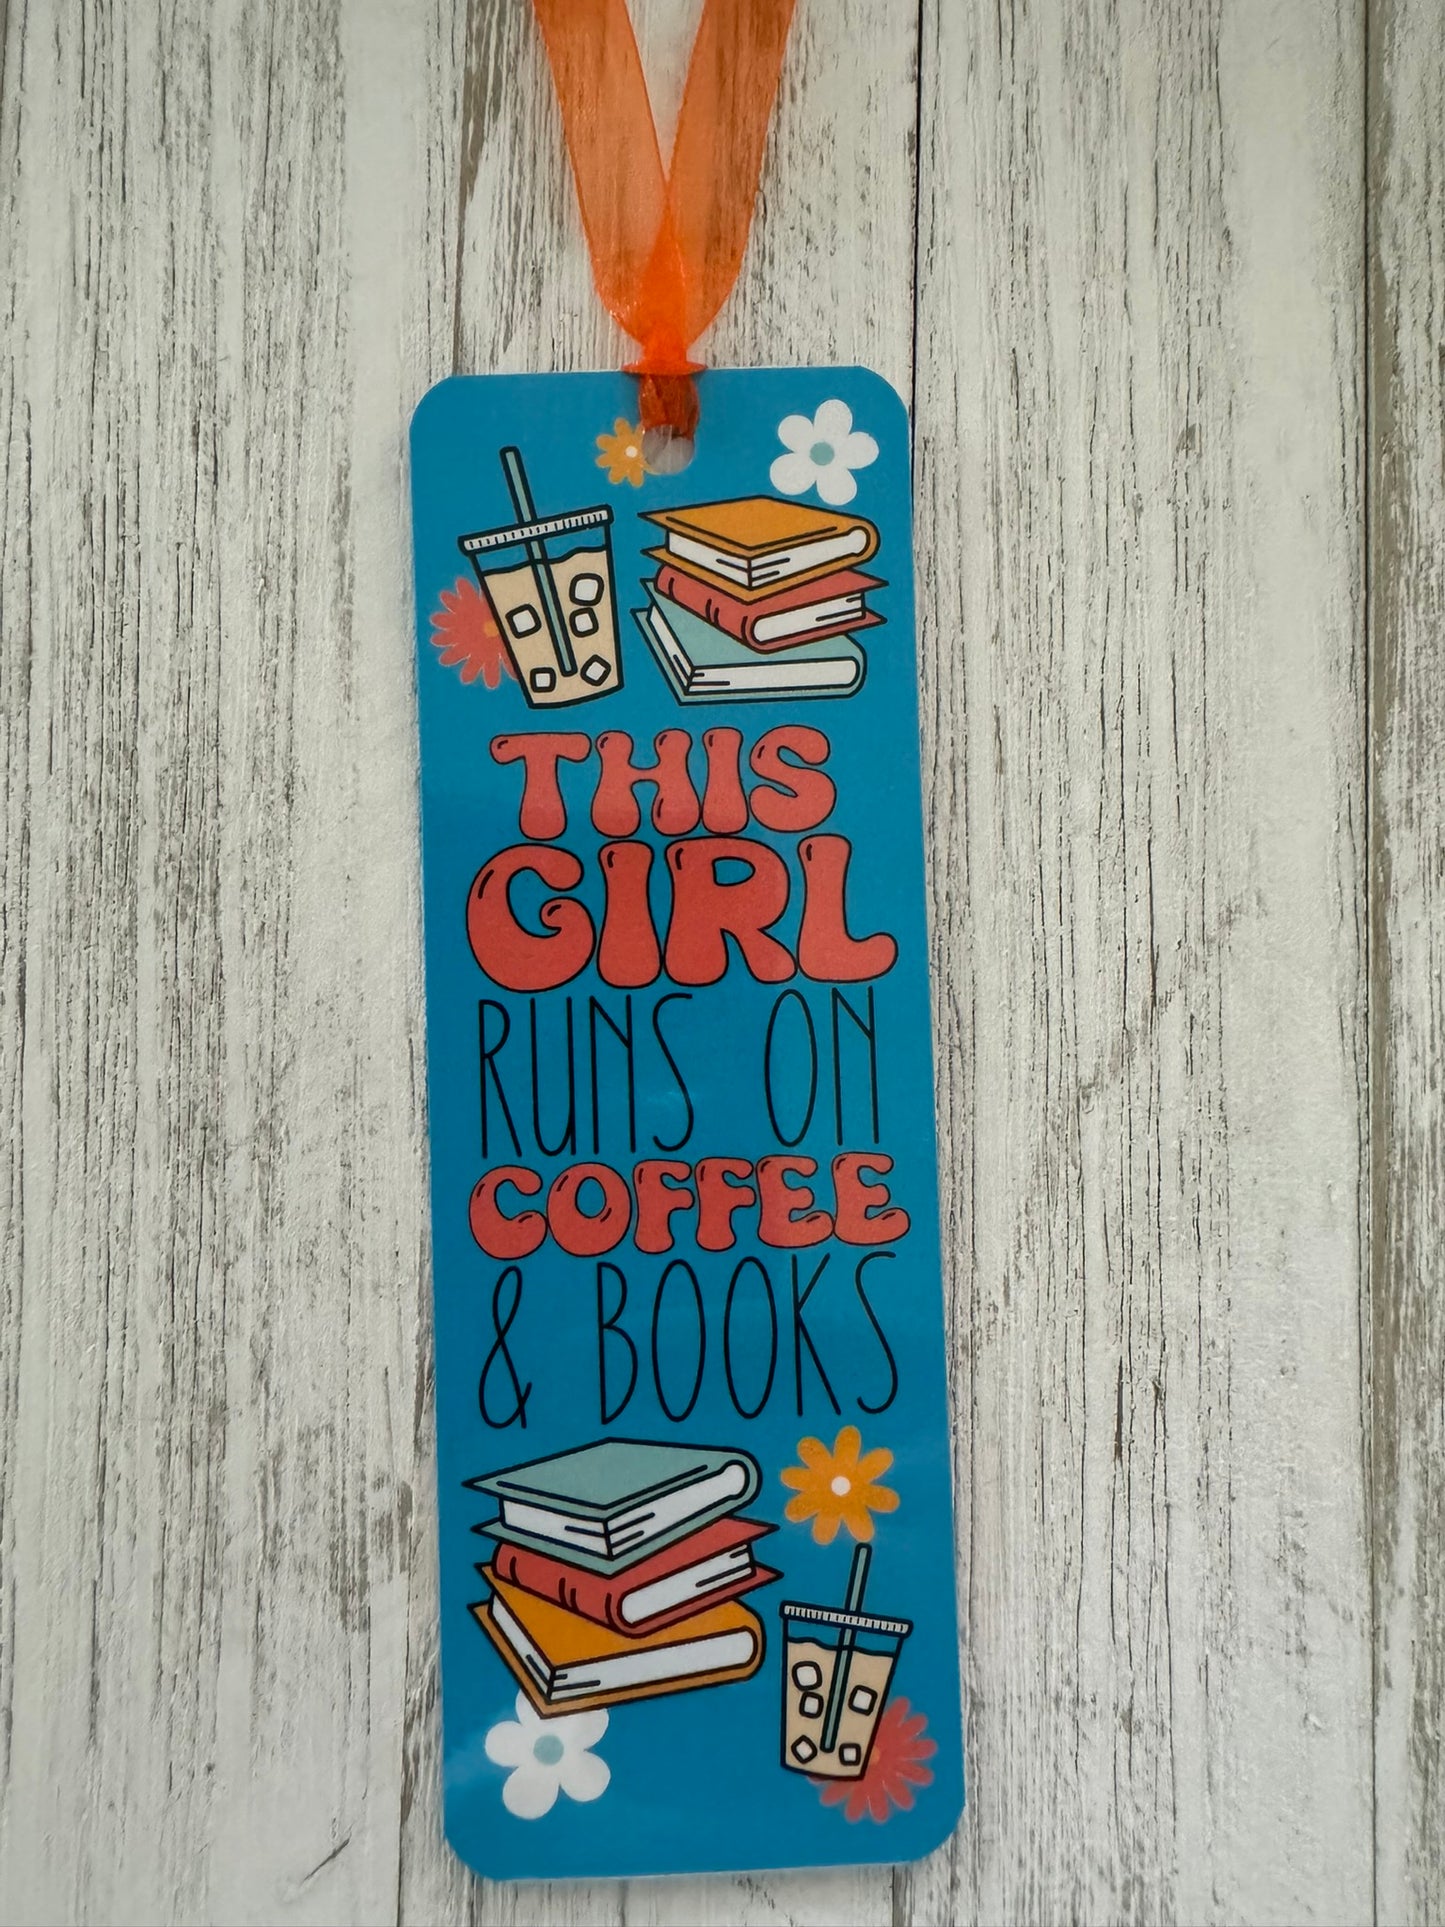 THIS
GIRL
RUNS ON
COFFEE
& BOOKS